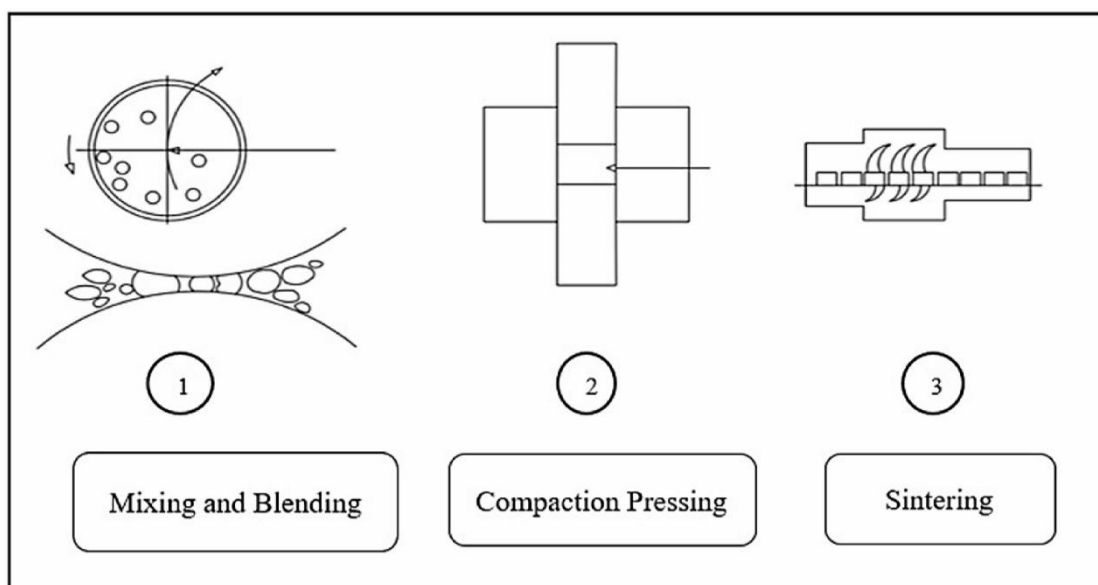 1
2
3
Mixing and Blending
Compaction Pressing
Sintering